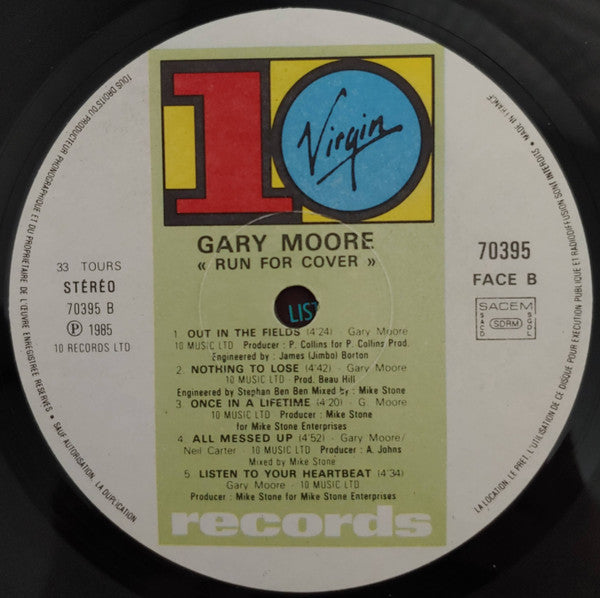 10
Virgin
GARY MOORE
« RUN FOR COVER »
33 TOURS
STÉRÉO
70395 B
Ⓟ 1985
10 RECORDS LTD
70395
FACE B
SACEM
SACD SDRM SGDL
LIST
1 OUT IN THE FIELDS (4'24) - Gary Moore
10 MUSIC LTD Producer : P. Collins for P. Collins Prod.
Engineered by : James (Jimbo) Borton
2. NOTHING TO LOSE (4'42) - Gary Moore
10 MUSIC LTD - Prod. Beau Hill
Engineered by Stephan Ben Ben Mixed by : Mike Stone
3 ONCE IN A LIFETIME (4'20) - G. Moore
10 MUSIC LTD - Producer : Mike Stone
for Mike Stone Enterprises
4 ALL MESSED UP (4'52) - Gary Moore/
Neil Carter - 10 MUSIC LTD - Producer : A. Johns
Mixed by Mike Stone
5 LISTEN TO YOUR HEARTBEAT (4'34)
Gary Moore - 10 MUSIC LTD
Producer : Mike Stone for Mike Stone Enterprises
records
TOUS DROITS DU PRODUCTEUR PHONOGRAPHIQUE ET DU PROPRIETAIRE DE L'ŒUVRE ENREGISTREE RESERVES • SAUF AUTORISATION, LA DUPLICATION,
LA LOCATION, LE PRET, L'UTILISATION DE CE DISQUE POUR EXECUTION PUBLIQUE ET RADIODIFFUSION SONT INTERDITS • MADE IN FRANCE